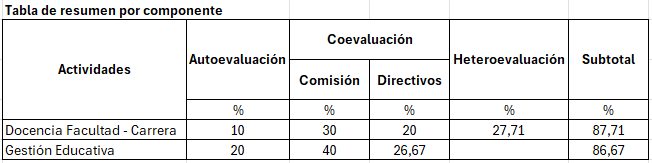 Tabla de resumen por componente
Actividades Autoevaluación Coevaluación Heteroevaluación Subtotal
Comisión Directivos
% % % % %
Docencia Facultad - Carrera 10 30 20 27,71 87,71
Gestión Educativa 20 40 26,67 86,67